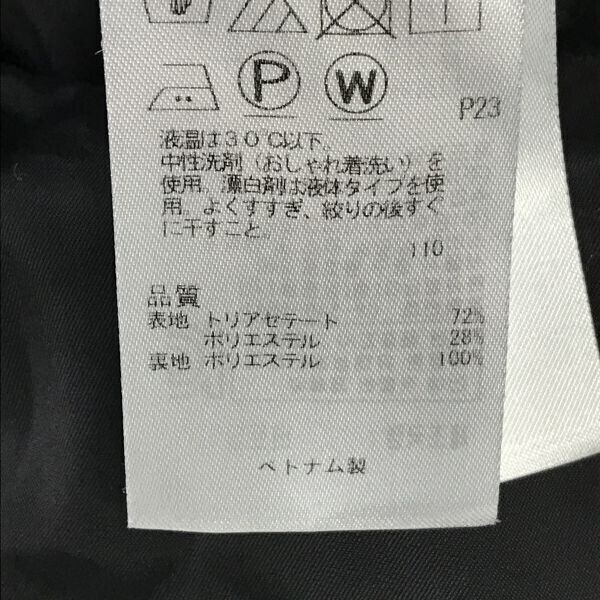 P W
P23
液温は30℃以下。
中性洗剤（おしゃれ着洗い）を
使用。漂白剤は液体タイプを使
用。よくすすぎ、絞りの後すぐ
に干すこと。
110
品質
表地 トリアセテート 72%
ポリエステル 28%
裏地 ポリエステル 100%
ベトナム製